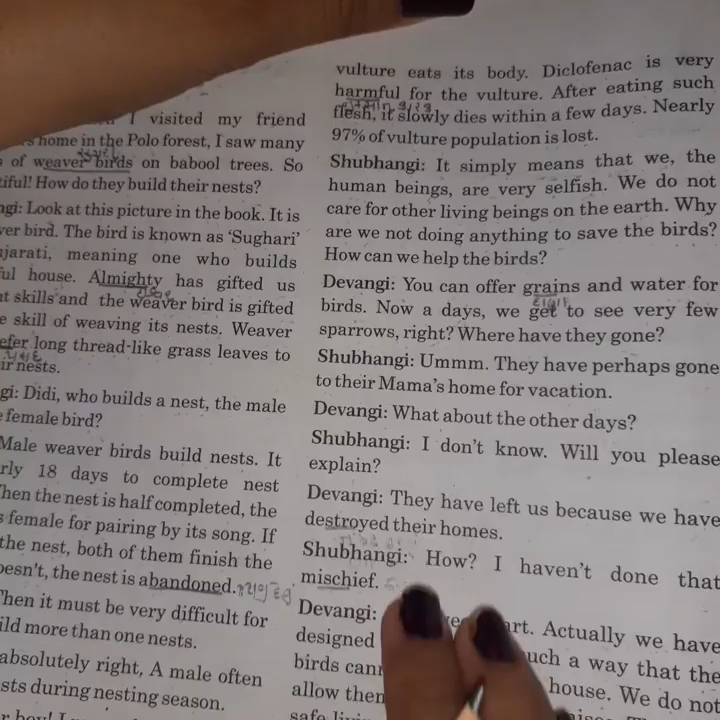 I visited my friend
home in the Polo forest, I saw many
of weaver birds on babool trees. So
How do they build their nests?
Look at this picture in the book. It is
bird. The bird is known as ‘Sughari’
meaning one who builds
house. Almighty has gifted us
skills and the weaver bird is gifted
skill of weaving its nests. Weaver
long thread-like grass leaves to
nests.
Didi, who builds a nest, the male
female bird?
Male weaver birds build nests. It
18 days to complete nest
the nest is half completed, the
female for pairing by its song. If
the nest, both of them finish the
the nest is abandoned.
Then it must be very difficult for
more than one nests.
absolutely right, A male often
during nesting season.
vulture eats its body. Diclofenac is very
harmful for the vulture. After eating such
flesh, it slowly dies within a few days. Nearly
97% of vulture population is lost.
Shubhangi: It simply means that we, the
human beings, are very selfish. We do not
care for other living beings on the earth. Why
are we not doing anything to save the birds?
How can we help the birds?
Devangi: You can offer grains and water for
birds. Now a days, we get to see very few
sparrows, right? Where have they gone?
Shubhangi: Ummm. They have perhaps gone
to their Mama’s home for vacation.
Devangi: What about the other days?
Shubhangi: I don’t know. Will you please
explain?
Devangi: They have left us because we have
destroyed their homes.
Shubhangi: How? I haven’t done that
mischief.
Devangi: Actually we have
designed such a way that the
birds house. We do not
allow